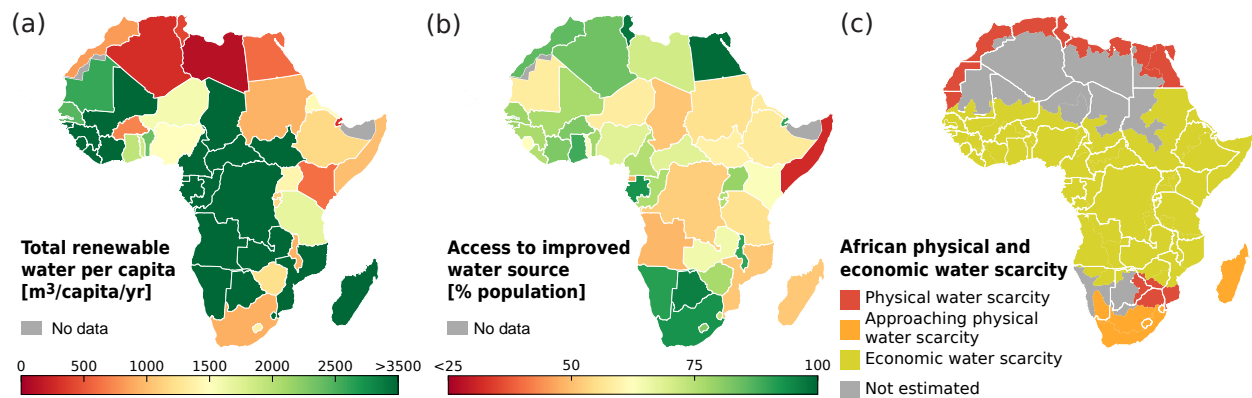 (a)
Total renewable
water per capita
[m³/capita/yr]
No data
0 500 1000 1500 2000 2500 >3500
(b)
Access to improved
water source
[% population]
No data
<25 50 75 100
(c)
African physical and
economic water scarcity
Physical water scarcity
Approaching physical
water scarcity
Economic water scarcity
Not estimated